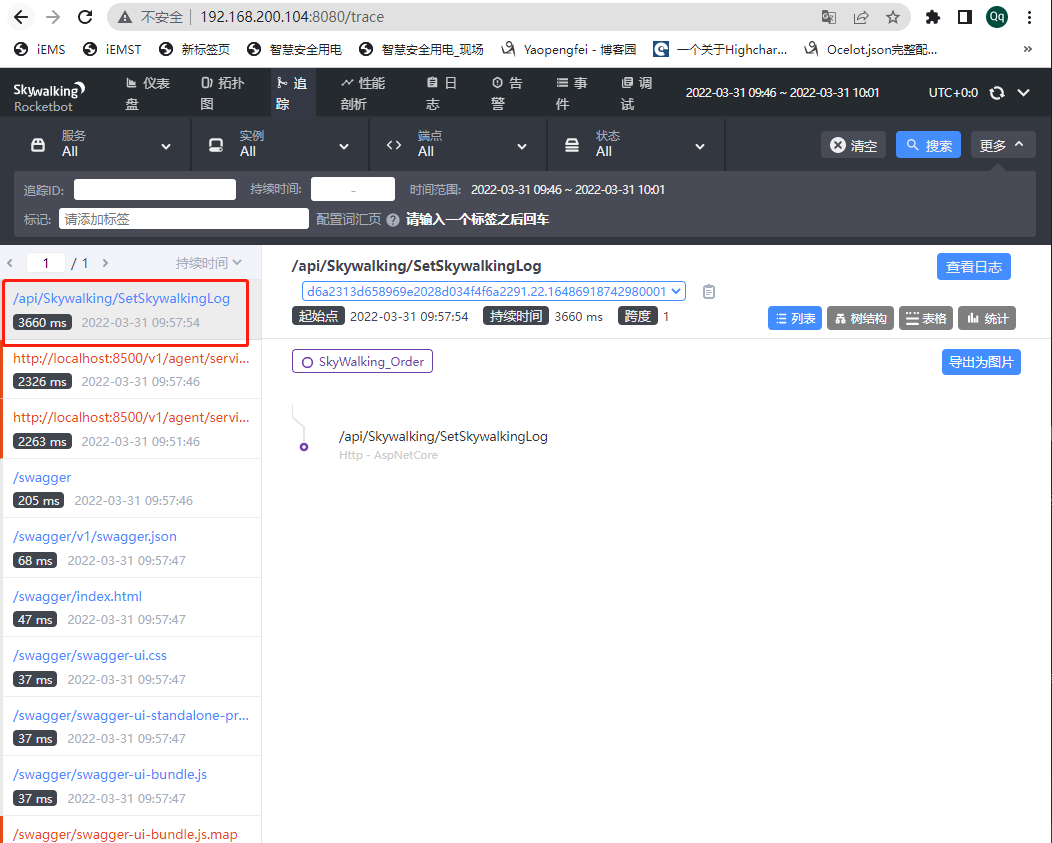 不安全 192.168.200.104:8080/trace
Qq
iEMS iEMST 新标签页 智慧安全用电 智慧安全用电_现场 Yaopengfei - 博客园 一个关于Highchar... Ocelot.json完整配... »
Skywalking
Rocketbot
仪表盘 拓扑图 追踪 性能剖析 日志 告警 事件 调试
2022-03-31 09:46 ~ 2022-03-31 10:01 UTC+0:0
服务 All
实例 All
端点 All
状态 All
清空 搜索 更多
追踪ID: 持续时间: - 时间范围: 2022-03-31 09:46 ~ 2022-03-31 10:01
标记: 请添加标签 配置词汇页 ? 请输入一个标签之后回车
1 / 1 持续时间
/api/Skywalking/SetSkywalkingLog
3660 ms 2022-03-31 09:57:54
http://localhost:8500/v1/agent/servi...
2326 ms 2022-03-31 09:57:46
http://localhost:8500/v1/agent/servi...
2263 ms 2022-03-31 09:51:46
/swagger
205 ms 2022-03-31 09:57:46
/swagger/v1/swagger.json
68 ms 2022-03-31 09:57:47
/swagger/index.html
47 ms 2022-03-31 09:57:47
/swagger/swagger-ui.css
37 ms 2022-03-31 09:57:47
/swagger/swagger-ui-standalone-pr...
37 ms 2022-03-31 09:57:47
/swagger/swagger-ui-bundle.js
37 ms 2022-03-31 09:57:47
/swagger/swagger-ui-bundle.js.map
/api/Skywalking/SetSkywalkingLog
查看日志
d6a2313d658969e2028d034f4f6a2291.22.16486918742980001
起始点 2022-03-31 09:57:54 持续时间 3660 ms 跨度 1
列表 树结构 表格 统计
SkyWalking_Order
导出为图片
/api/Skywalking/SetSkywalkingLog
Http - AspNetCore